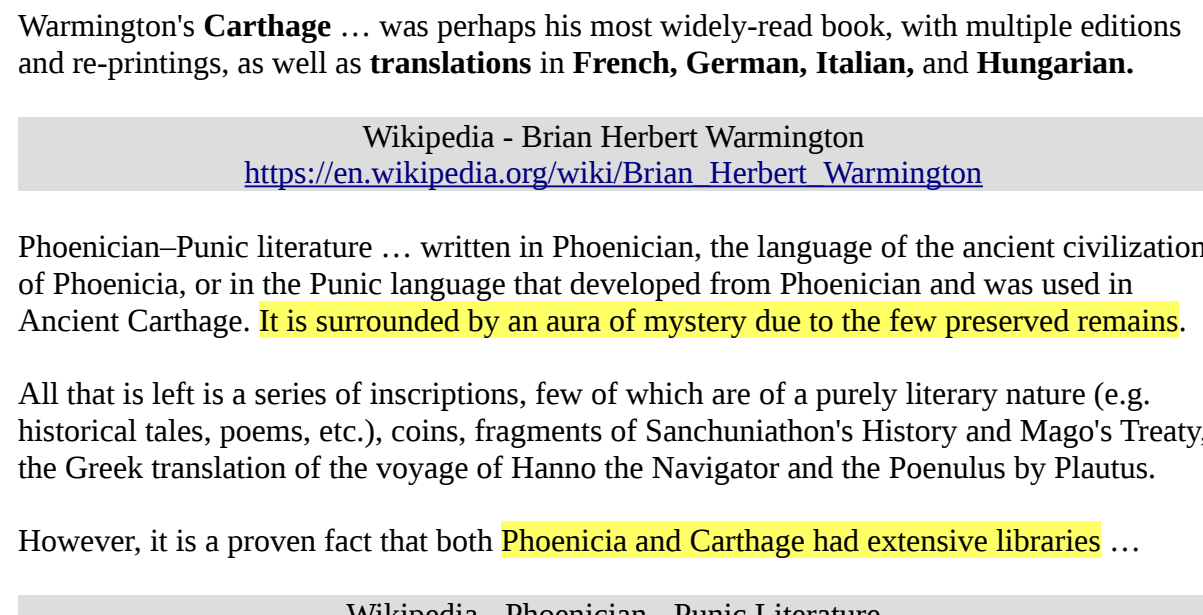 Warmington's Carthage … was perhaps his most widely-read book, with multiple editions
and re-printings, as well as translations in French, German, Italian, and Hungarian.
Wikipedia - Brian Herbert Warmington
https://en.wikipedia.org/wiki/Brian_Herbert_Warmington
Phoenician–Punic literature … written in Phoenician, the language of the ancient civilization
of Phoenicia, or in the Punic language that developed from Phoenician and was used in
Ancient Carthage. It is surrounded by an aura of mystery due to the few preserved remains.
All that is left is a series of inscriptions, few of which are of a purely literary nature (e.g.
historical tales, poems, etc.), coins, fragments of Sanchuniathon's History and Mago's Treaty,
the Greek translation of the voyage of Hanno the Navigator and the Poenulus by Plautus.
However, it is a proven fact that both Phoenicia and Carthage had extensive libraries …
Wikipedia - Phoenician - Punic Literature